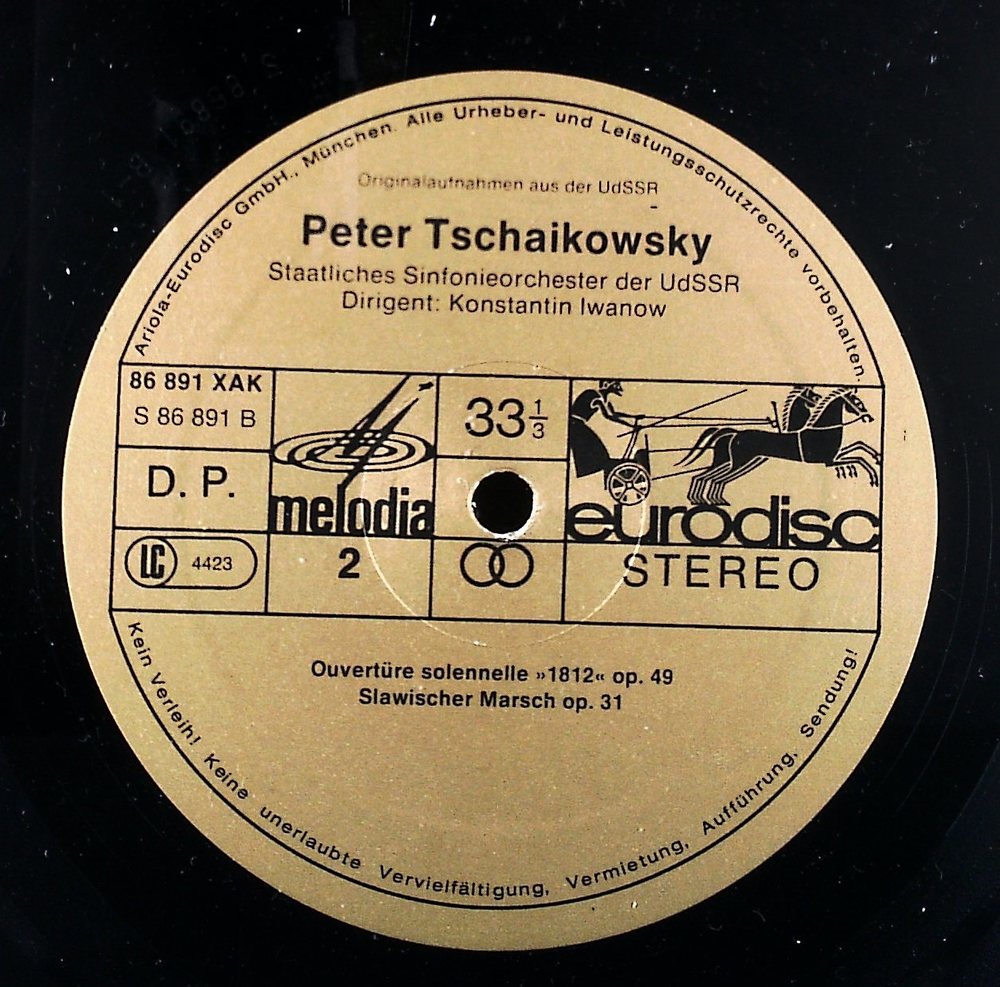 Ariola-Eurodisc GmbH., München. Alle Urheber- und Leistungsschutzrechte vorbehalten.
Originalaufnahmen aus der UdSSR
Peter Tschaikowsky
Staatliches Sinfonieorchester der UdSSR
Dirigent: Konstantin Iwanow
86 891 XAK
S 86 891 B
D. P.
LC 4423
melodia
2
33 1/3
eurodisc
STEREO
Ouvertüre solennelle »1812« op. 49
Slawischer Marsch op. 31
Kein Verleih! Keine unerlaubte Vervielfältigung, Vermietung, Aufführung, Sendung!